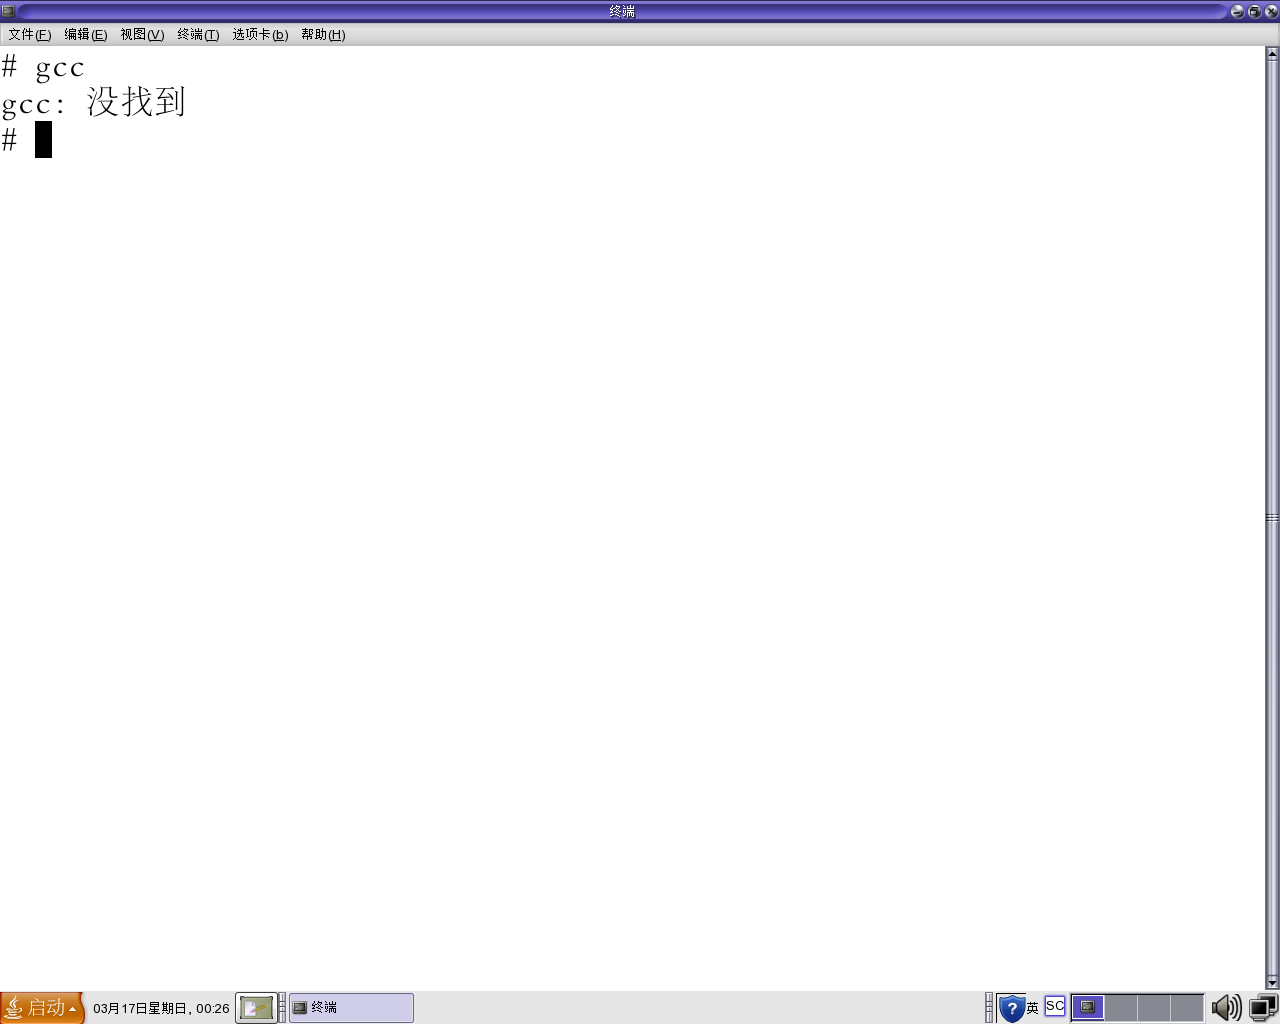 终端
文件(F) 编辑(E) 视图(V) 终端(T) 选项卡(b) 帮助(H)
# gcc
gcc: 没找到
#
启动 03月17日星期日, 00:26 终端 英 SC